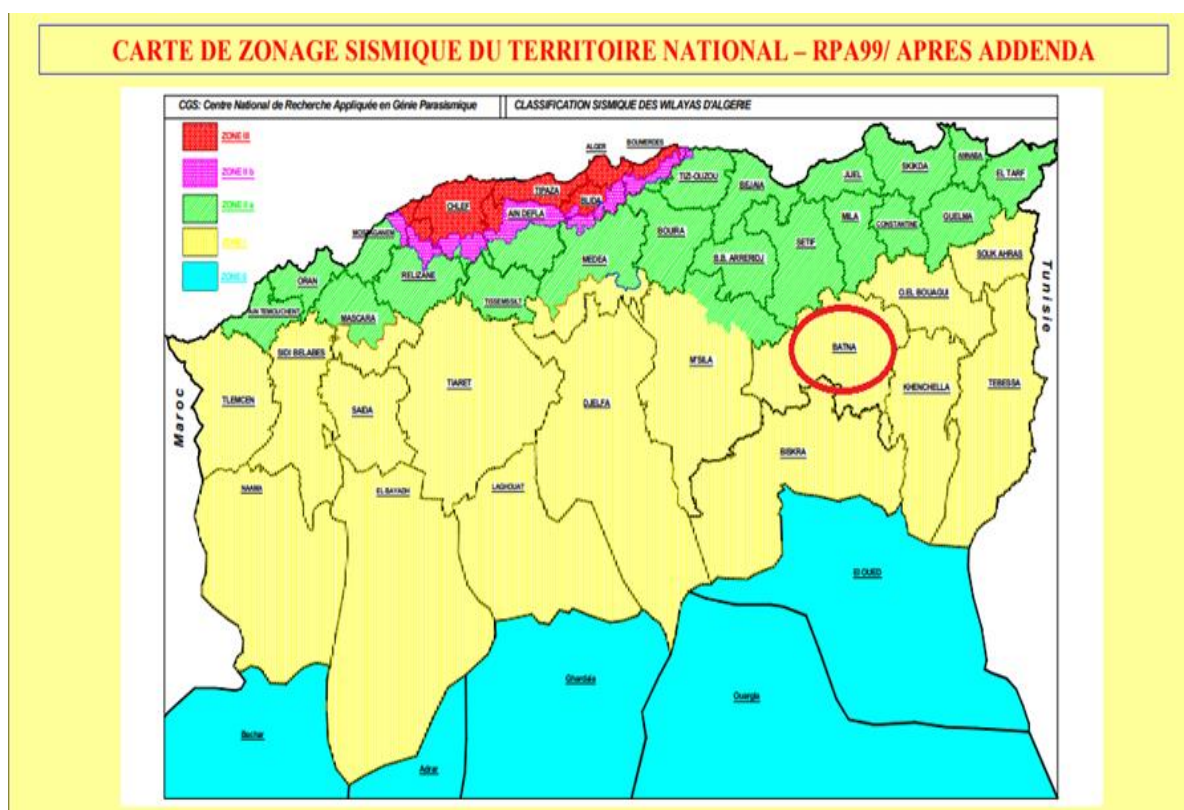 CARTE DE ZONAGE SISMIQUE DU TERRITOIRE NATIONAL – RPA99/ APRES ADDENDA
CGS: Centre National de Recherche Appliquée en Génie Parasismique
CLASSIFICATION SISMIQUE DES WILAYAS D'ALGERIE
ZONE III
ZONE II b
ZONE II a
ZONE I
ZONE 0
ALGER
BOUMERDES
TIPAZA
BLIDA
CHLEF
AIN DEFLA
TIZI-OUZOU
BEJAIA
JIJEL
SKIKDA
ANNABA
EL TARF
MILA
CONSTANTINE
GUELMA
BOUIRA
SETIF
B.B. ARRERIDJ
MEDEA
MOSTAGANEM
RELIZANE
ORAN
TISSEMSSILT
AIN TEMOUCHENT
MASCARA
SOUK AHRAS
O.EL BOUAGUI
Tunisie
SIDI BELABES
BATNA
M'SILA
TIARET
KHENCHELLA
TEBESSA
TLEMCEN
SAIDA
DJELFA
Maroc
BISKRA
NAAMA
EL BAYADH
LAGHOUAT
El OUED
Ghardaia
Ouargla
Bechar
Adrar